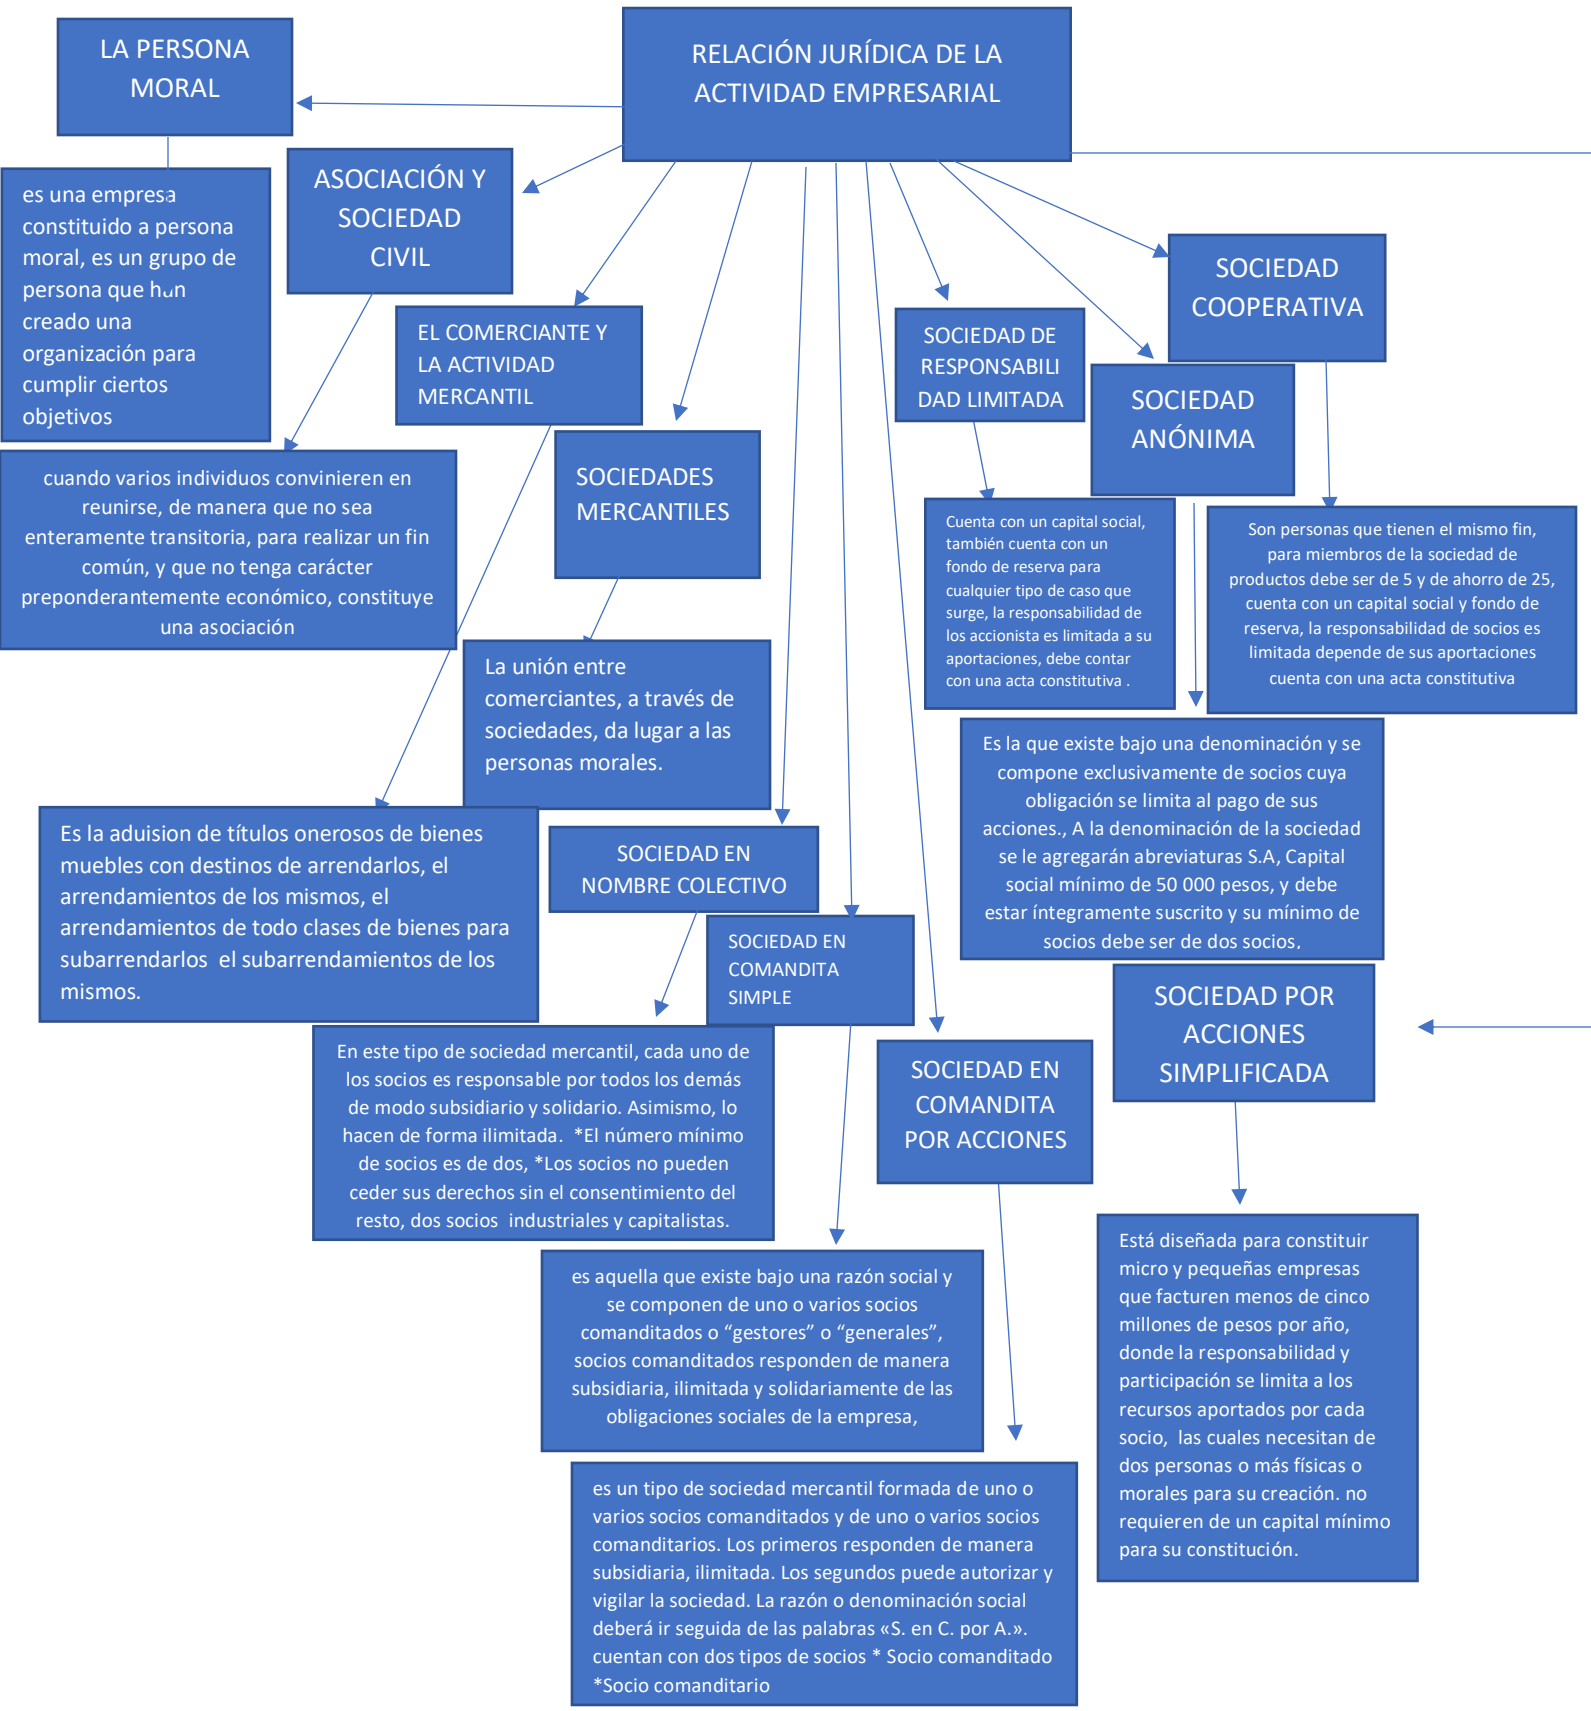 LA PERSONA
MORAL
RELACIÓN JURÍDICA DE LA
ACTIVIDAD EMPRESARIAL
es una empresa
constituido a persona
moral, es un grupo de
persona que han
creado una
organización para
cumplir ciertos
objetivos
ASOCIACIÓN Y
SOCIEDAD
CIVIL
cuando varios individuos convinieren en
reunirse, de manera que no sea
enteramente transitoria, para realizar un fin
común, y que no tenga carácter
preponderantemente económico, constituye
una asociación
EL COMERCIANTE Y
LA ACTIVIDAD
MERCANTIL
Es la aduision de títulos onerosos de bienes
muebles con destinos de arrendarlos, el
arrendamientos de los mismos, el
arrendamientos de todo clases de bienes para
subarrendarlos  el subarrendamientos de los
mismos.
SOCIEDADES
MERCANTILES
La unión entre
comerciantes, a través de
sociedades, da lugar a las
personas morales.
SOCIEDAD EN
NOMBRE COLECTIVO
En este tipo de sociedad mercantil, cada uno de
los socios es responsable por todos los demás
de modo subsidiario y solidario. Asimismo, lo
hacen de forma ilimitada.  *El número mínimo
de socios es de dos, *Los socios no pueden
ceder sus derechos sin el consentimiento del
resto, dos socios  industriales y capitalistas.
SOCIEDAD EN
COMANDITA
SIMPLE
es aquella que existe bajo una razón social y
se componen de uno o varios socios
comanditados o “gestores” o “generales”,
socios comanditados responden de manera
subsidiaria, ilimitada y solidariamente de las
obligaciones sociales de la empresa,
SOCIEDAD EN
COMANDITA
POR ACCIONES
es un tipo de sociedad mercantil formada de uno o
varios socios comanditados y de uno o varios socios
comanditarios. Los primeros responden de manera
subsidiaria, ilimitada. Los segundos puede autorizar y
vigilar la sociedad. La razón o denominación social
deberá ir seguida de las palabras «S. en C. por A.».
cuentan con dos tipos de socios * Socio comanditado
*Socio comanditario
SOCIEDAD DE
RESPONSABILI
DAD LIMITADA
Cuenta con un capital social,
también cuenta con un
fondo de reserva para
cualquier tipo de caso que
surge, la responsabilidad de
los accionista es limitada a su
aportaciones, debe contar
con una acta constitutiva .
SOCIEDAD
ANÓNIMA
Es la que existe bajo una denominación y se
compone exclusivamente de socios cuya
obligación se limita al pago de sus
acciones., A la denominación de la sociedad
se le agregarán abreviaturas S.A, Capital
social mínimo de 50 000 pesos, y debe
estar íntegramente suscrito y su mínimo de
socios debe ser de dos socios.
SOCIEDAD
COOPERATIVA
Son personas que tienen el mismo fin,
para miembros de la sociedad de
productos debe ser de 5 y de ahorro de 25,
cuenta con un capital social y fondo de
reserva, la responsabilidad de socios es
limitada depende de sus aportaciones
cuenta con una acta constitutiva
SOCIEDAD POR
ACCIONES
SIMPLIFICADA
Está diseñada para constituir
micro y pequeñas empresas
que facturen menos de cinco
millones de pesos por año,
donde la responsabilidad y
participación se limita a los
recursos aportados por cada
socio,  las cuales necesitan de
dos personas o más físicas o
morales para su creación. no
requieren de un capital mínimo
para su constitución.